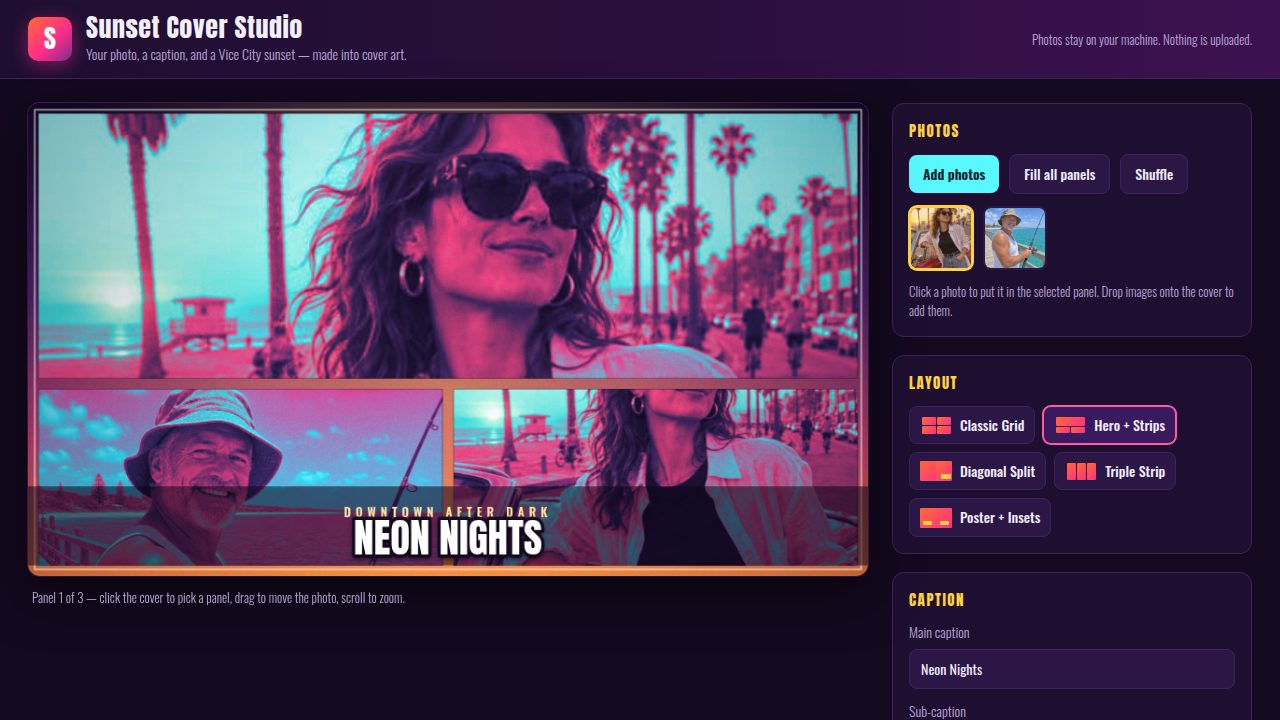 S
Sunset Cover Studio
Your photo, a caption, and a Vice City sunset — made into cover art.
Photos stay on your machine. Nothing is uploaded.
DOWNTOWN AFTER DARK
NEON NIGHTS
Panel 1 of 3 — click the cover to pick a panel, drag to move the photo, scroll to zoom.
PHOTOS
Add photos
Fill all panels
Shuffle
Click a photo to put it in the selected panel. Drop images onto the cover to
add them.
LAYOUT
Classic Grid
Hero + Strips
Diagonal Split
Triple Strip
Poster + Insets
CAPTION
Main caption
Neon Nights
Sub-caption